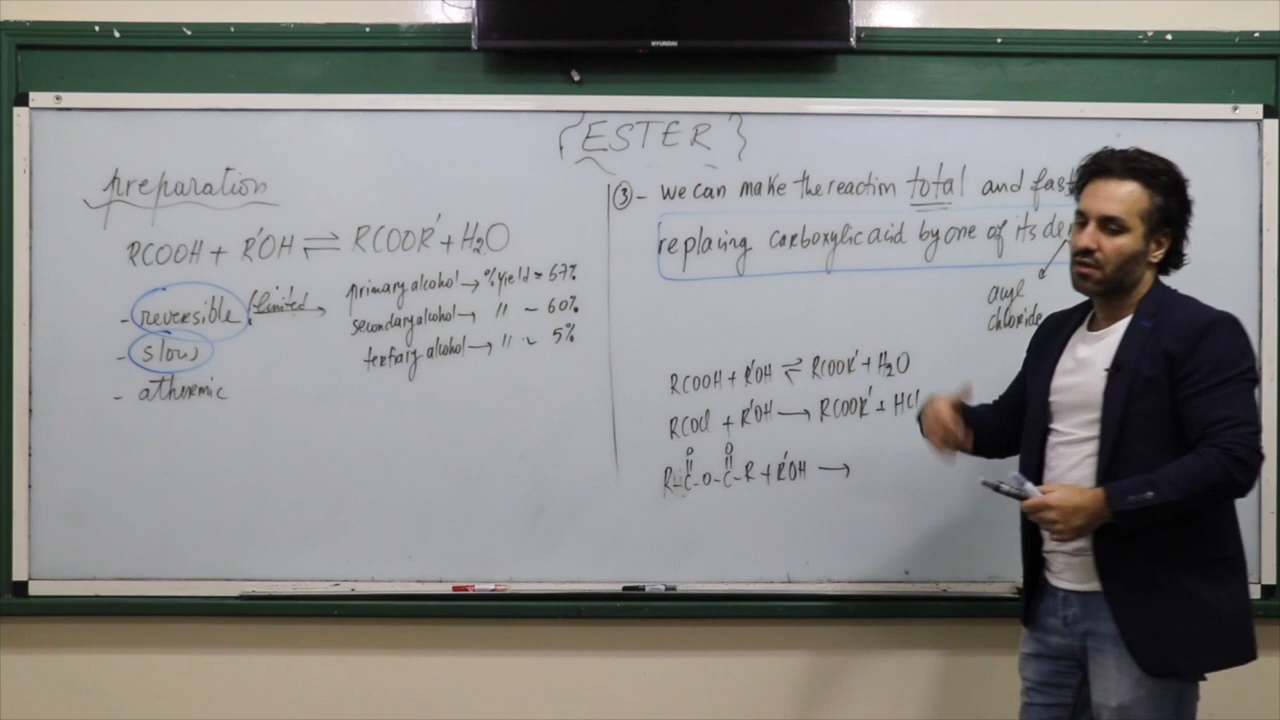 HYUNDAI
{ESTER}
preparation
RCOOH + R'OH ⇌ RCOOR' + H₂O
- reversible (limited →
primary alcohol → % yield ≈ 67%
secondary alcohol → " ~ 60%
tertiary alcohol → " ~ 5%
- slow
- athermic
③ - we can make the reaction total and fast
replacing carboxylic acid by one of its
acyl
chloride
RCOOH + R'OH ⇌ RCOOR' + H₂O
RCOCl + R'OH → RCOOR' + HCl
O O
R-C-O-C-R + R'OH →